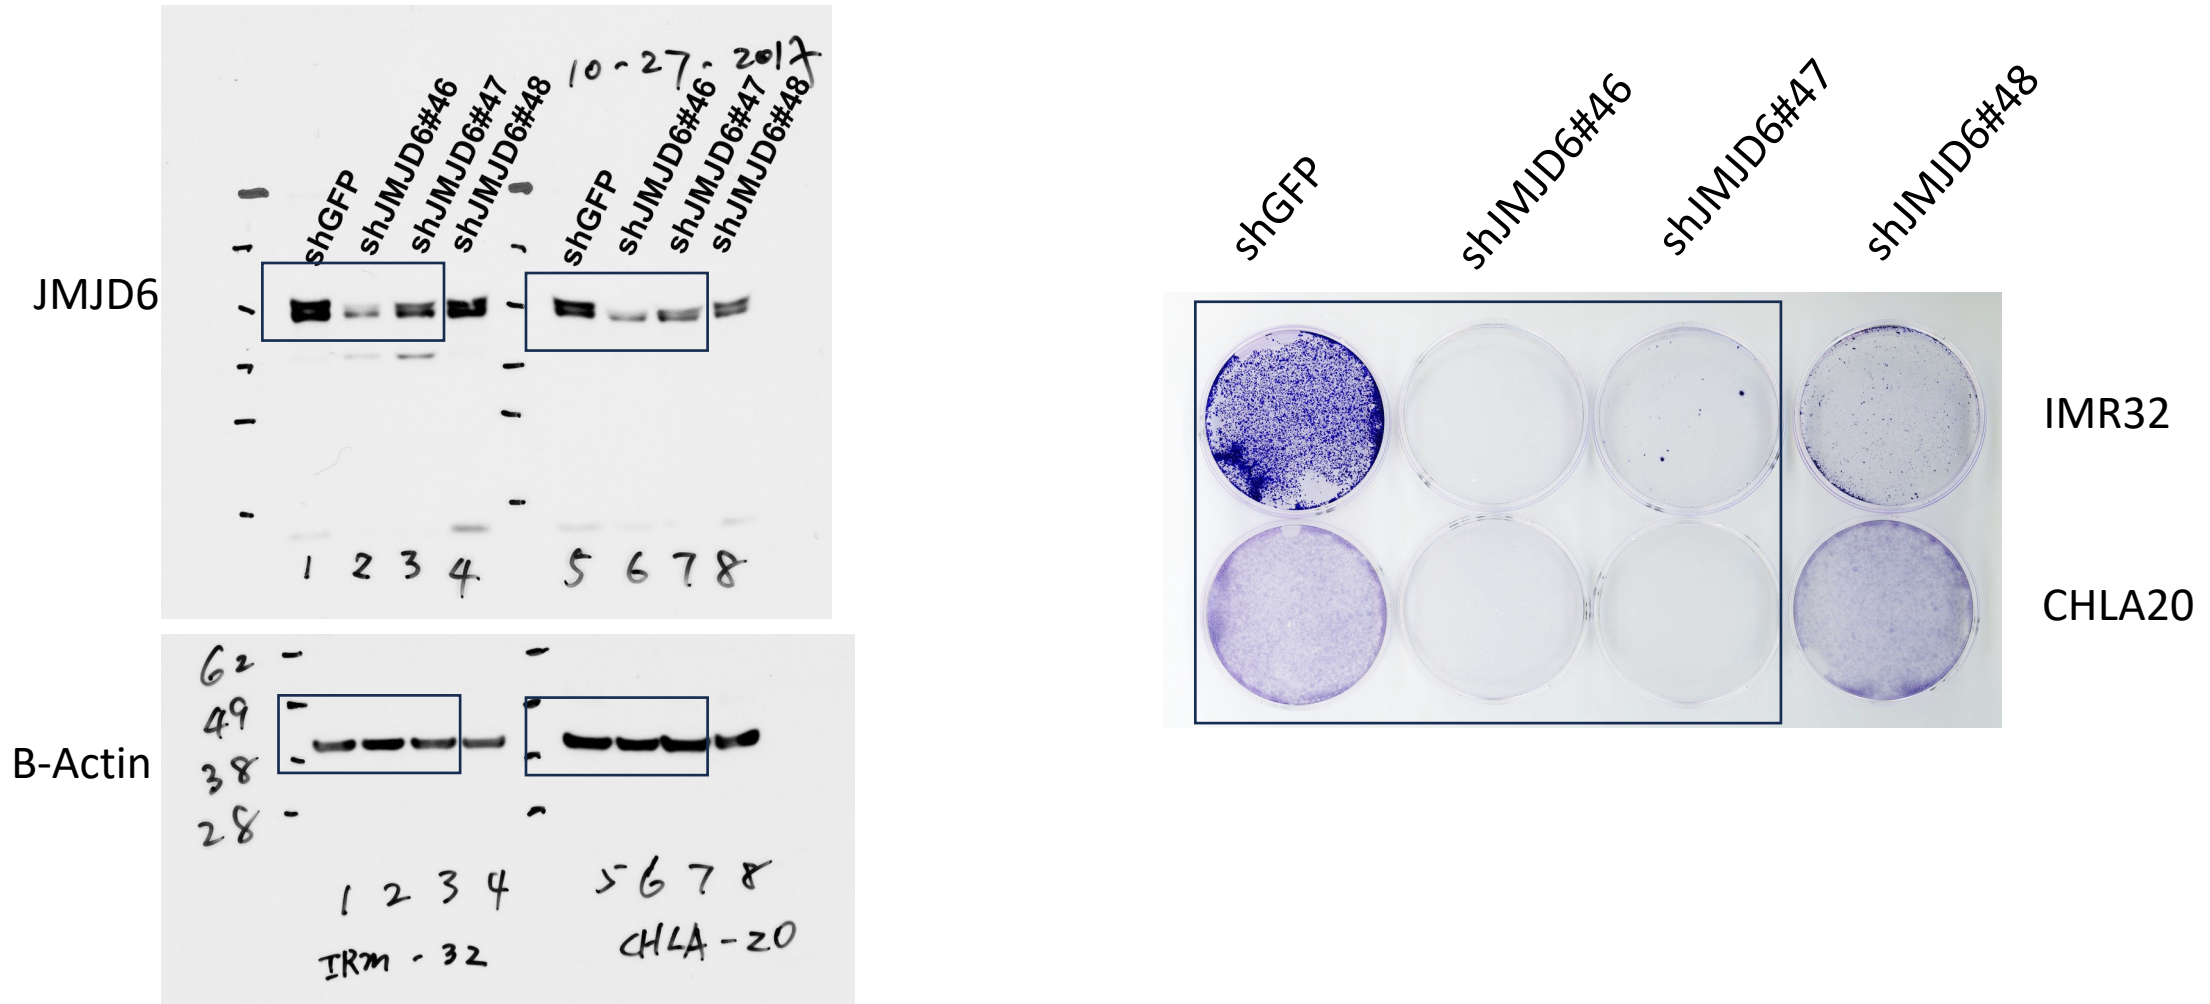 10-27-2017
shGFP
shJMJD6#46
shJMJD6#47
shJMJD6#48
shGFP
shJMJD6#46
shJMJD6#47
shJMJD6#48
JMJD6
1 2 3 4 5 6 7 8
62
49
38
28
B-Actin
1 2 3 4 5 6 7 8
IRm-32 CHLA-20
shGFP
shJMJD6#46
shJMJD6#47
shJMJD6#48
IMR32
CHLA20